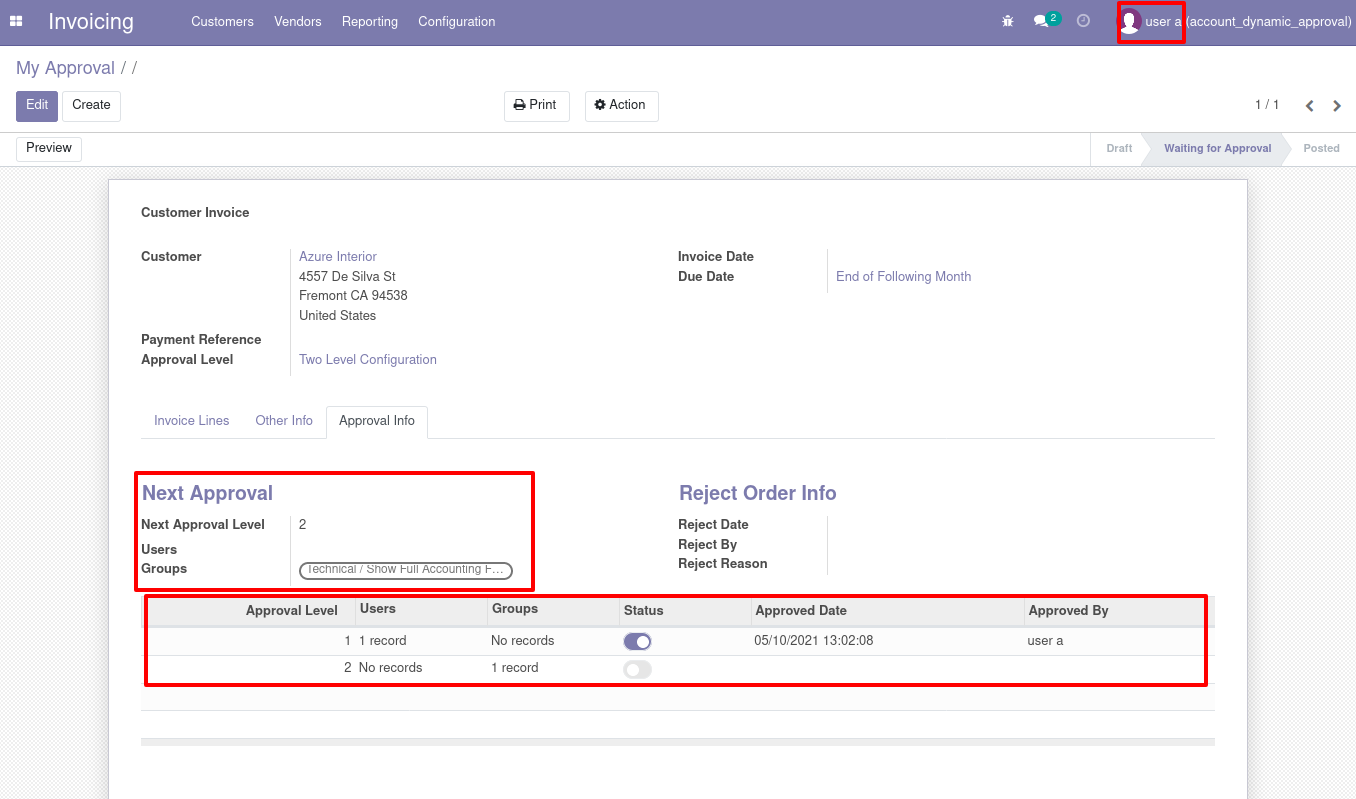 Invoicing Customers Vendors Reporting Configuration 2 user a (account_dynamic_approval)
My Approval / /
Edit Create Print Action 1 / 1
Preview Draft Waiting for Approval Posted
Customer Invoice
Customer Azure Interior Invoice Date
4557 De Silva St Due Date End of Following Month
Fremont CA 94538
United States
Payment Reference
Approval Level Two Level Configuration
Invoice Lines Other Info Approval Info
Next Approval Reject Order Info
Next Approval Level 2 Reject Date
Users Reject By
Groups Technical / Show Full Accounting F... Reject Reason
Approval Level Users Groups Status Approved Date Approved By
1 1 record No records 05/10/2021 13:02:08 user a
2 No records 1 record